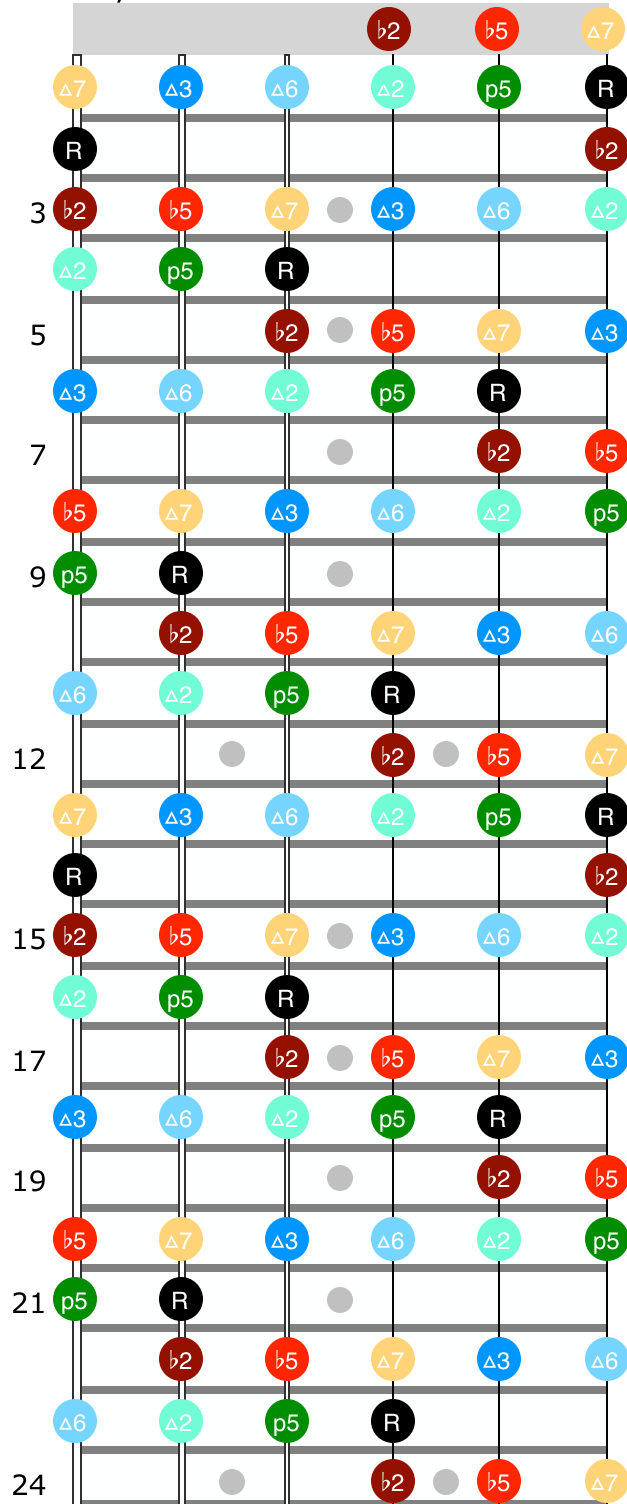 ♭2 ♭5 △7
△7 △3 △6 △2 p5 R
R ♭2
3 ♭2 ♭5 △7 △3 △6 △2
△2 p5 R
5 ♭2 ♭5 △7 △3
△3 △6 △2 p5 R
7 ♭2 ♭5
♭5 △7 △3 △6 △2 p5
9 p5 R
♭2 ♭5 △7 △3 △6
△6 △2 p5 R
12 ♭2 ♭5 △7
△7 △3 △6 △2 p5 R
R ♭2
15 ♭2 ♭5 △7 △3 △6 △2
△2 p5 R
17 ♭2 ♭5 △7 △3
△3 △6 △2 p5 R
19 ♭2 ♭5
♭5 △7 △3 △6 △2 p5
21 p5 R
♭2 ♭5 △7 △3 △6
△6 △2 p5 R
24 ♭2 ♭5 △7